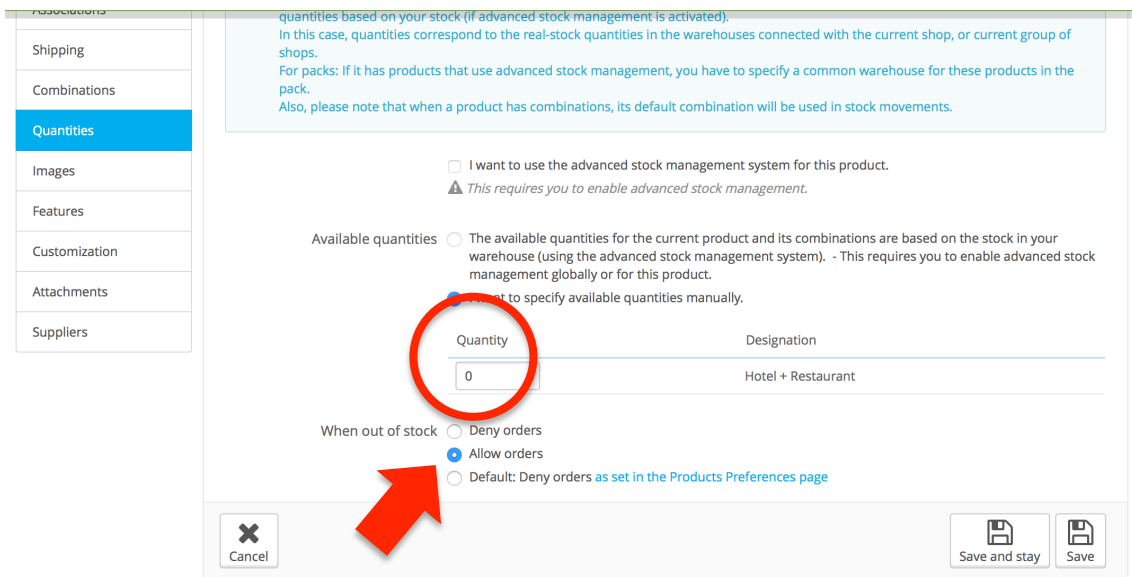 Associations
quantities based on your stock (if advanced stock management is activated).
In this case, quantities correspond to the real-stock quantities in the warehouses connected with the current shop, or current group of
shops.
For packs: If it has products that use advanced stock management, you have to specify a common warehouse for these products in the
pack.
Also, please note that when a product has combinations, its default combination will be used in stock movements.
Shipping
Combinations
Quantities
Images
Features
Customization
Attachments
Suppliers
I want to use the advanced stock management system for this product.
This requires you to enable advanced stock management.
Available quantities
The available quantities for the current product and its combinations are based on the stock in your
warehouse (using the advanced stock management system). - This requires you to enable advanced stock
management globally or for this product.
I want to specify available quantities manually.
Quantity Designation
0 Hotel + Restaurant
When out of stock
Deny orders
Allow orders
Default: Deny orders as set in the Products Preferences page
Cancel
Save and stay
Save